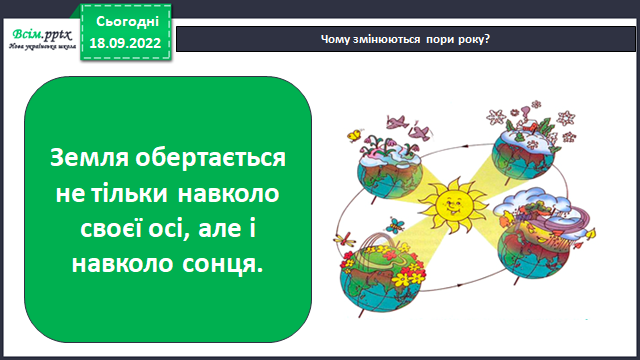 Всім.pptx
Нова українська школа
Сьогодні
18.09.2022
Чому змінюються пори року?
Земля обертається
не тільки навколо
своєї осі, але і
навколо сонця.